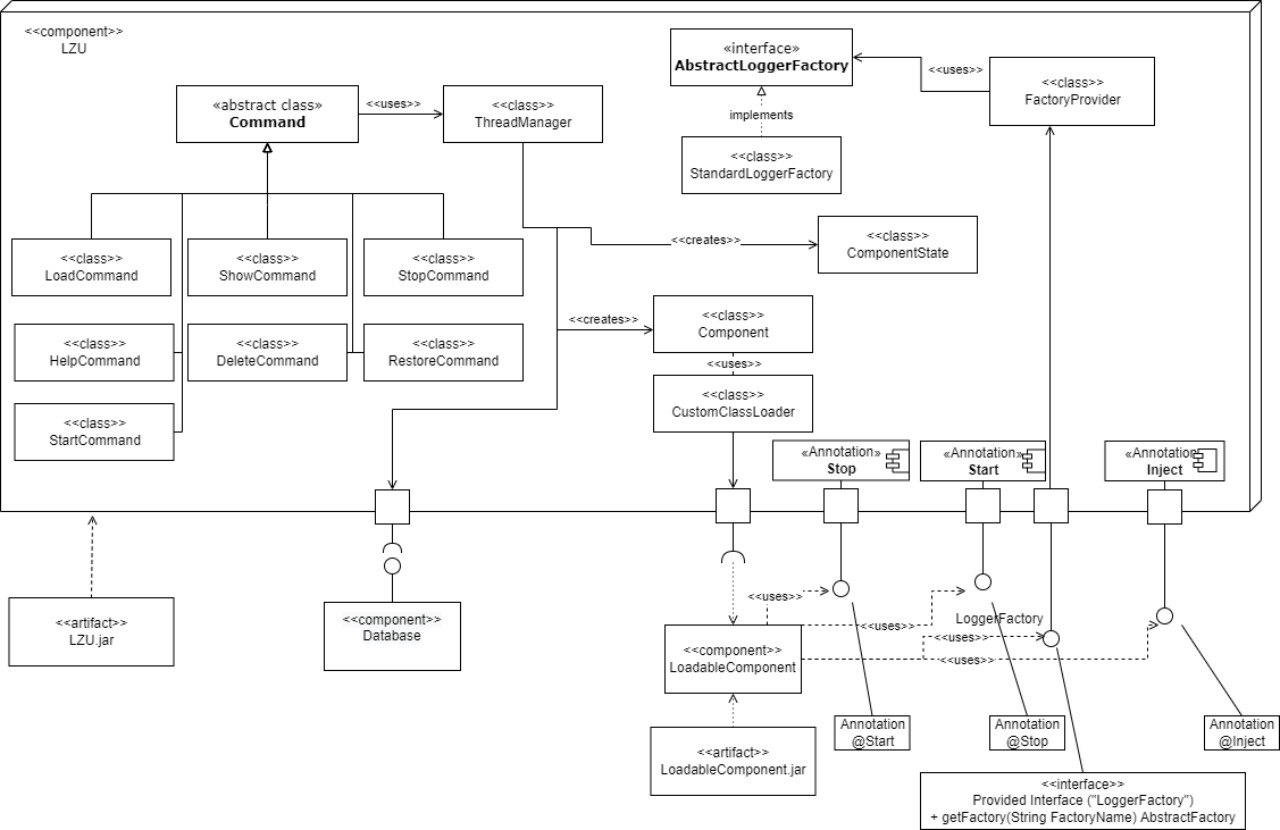 <<component>>
LZU
«interface»
AbstractLoggerFactory
<<uses>>
<<class>>
FactoryProvider
«abstract class»
Command
<<uses>>
<<class>>
ThreadManager
implements
<<class>>
StandardLoggerFactory
<<class>>
LoadCommand
<<class>>
ShowCommand
<<class>>
StopCommand
<<creates>>
<<class>>
ComponentState
<<class>>
HelpCommand
<<class>>
DeleteCommand
<<class>>
RestoreCommand
<<creates>>
<<class>>
Component
<<uses>>
<<class>>
CustomClassLoader
<<class>>
StartCommand
«Annotation»
Stop
«Annotation»
Start
«Annotation»
Inject
<<artifact>>
LZU.jar
<<component>>
Database
<<uses>>
LoggerFactory
<<uses>>
<<uses>>
<<uses>>
<<component>>
LoadableComponent
Annotation
@Start
Annotation
@Stop
Annotation
@Inject
<<artifact>>
LoadableComponent.jar
<<interface>>
Provided Interface ("LoggerFactory")
+ getFactory(String FactoryName) AbstractFactory